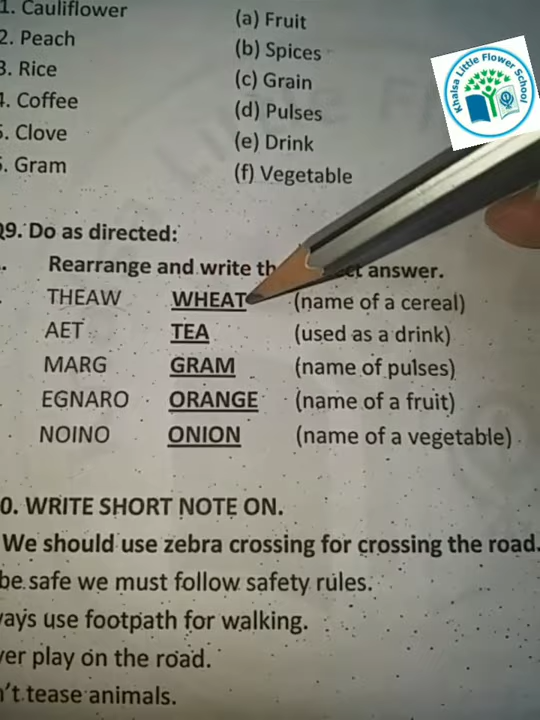 1. Cauliflower (a) Fruit
2. Peach (b) Spices
3. Rice (c) Grain
4. Coffee (d) Pulses
5. Clove (e) Drink
6. Gram (f) Vegetable
Khalsa Little Flower School
Q9. Do as directed:
Rearrange and write answer.
THEAW WHEAT (name of a cereal)
AET TEA (used as a drink)
MARG GRAM (name of pulses)
EGNARO ORANGE (name of a fruit)
NOINO ONION (name of a vegetable)
0. WRITE SHORT NOTE ON.
We should use zebra crossing for crossing the road.
be safe we must follow safety rules.
ways use footpath for walking.
ver play on the road.
n't tease animals.